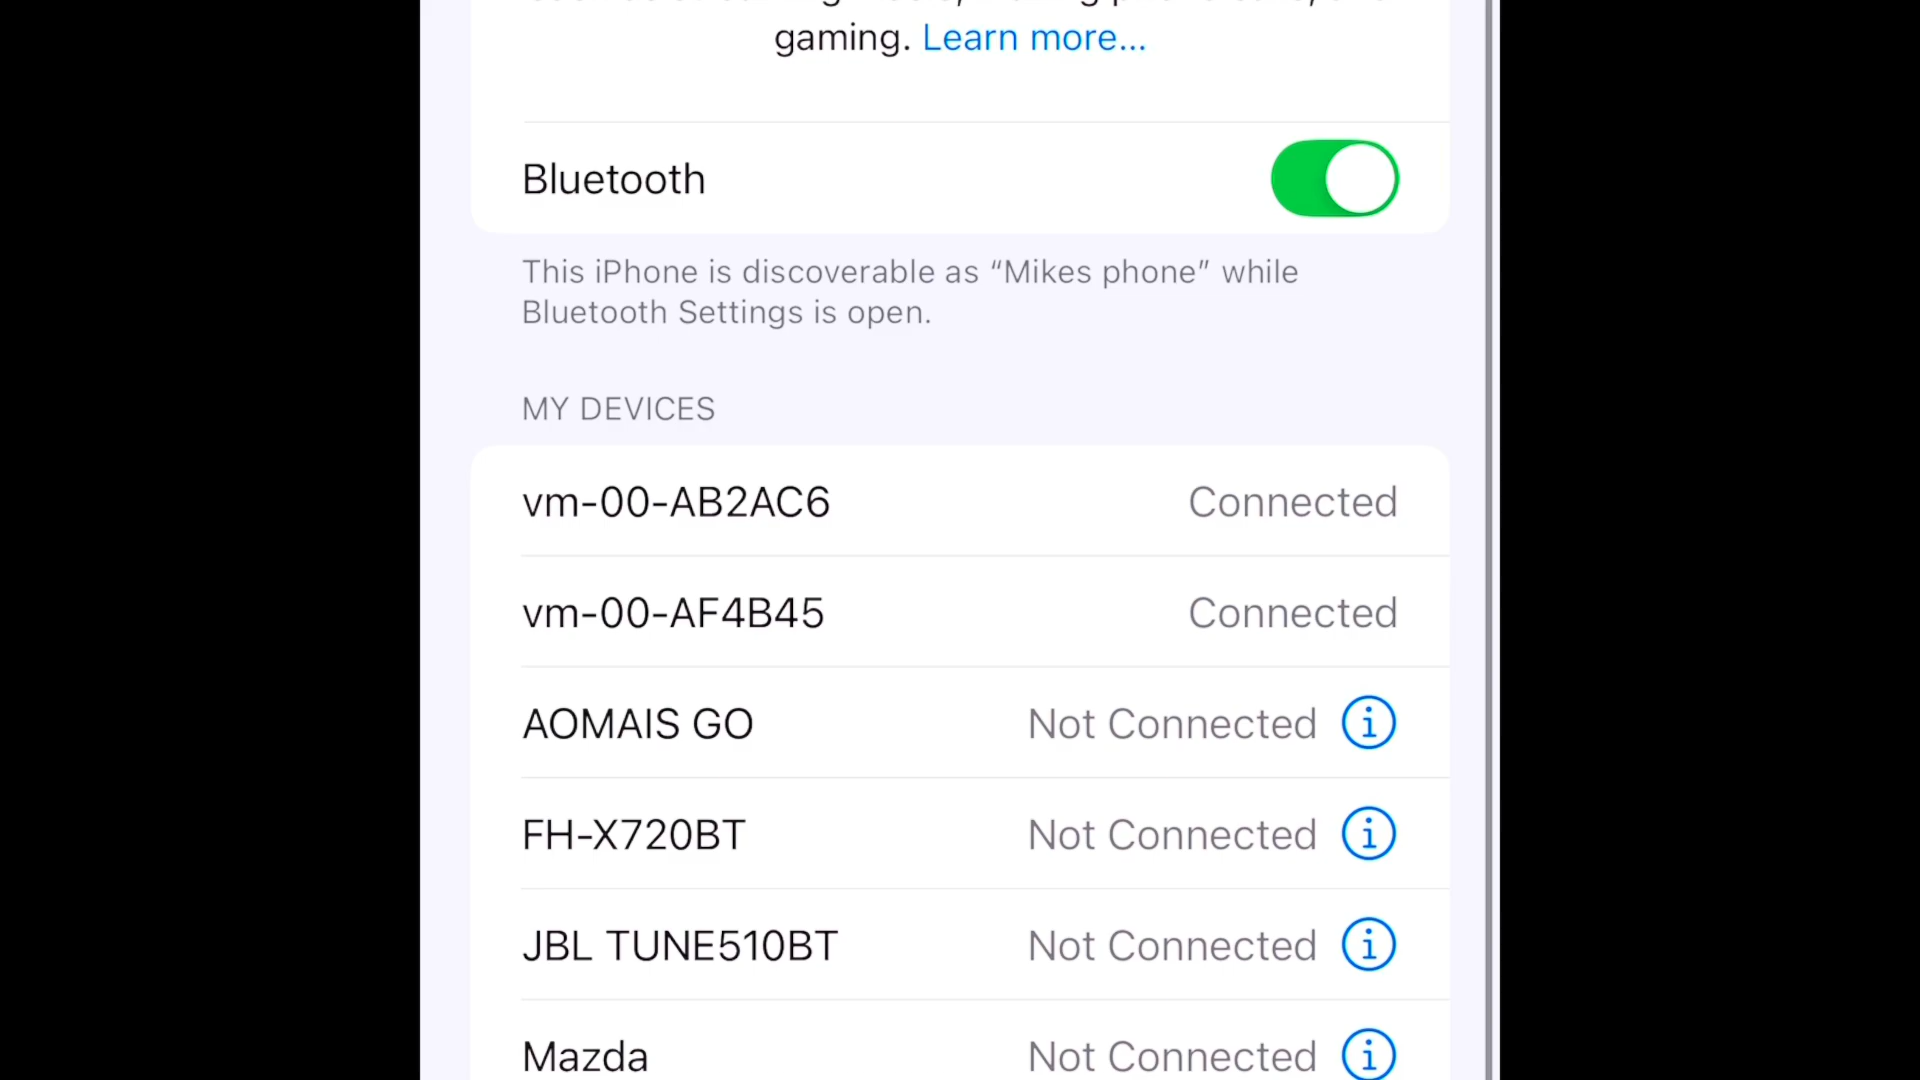 gaming. Learn more...
Bluetooth
This iPhone is discoverable as “Mikes phone” while
Bluetooth Settings is open.
MY DEVICES
vm-00-AB2AC6 Connected
vm-00-AF4B45 Connected
AOMAIS GO Not Connected
FH-X720BT Not Connected
JBL TUNE510BT Not Connected
Mazda Not Connected